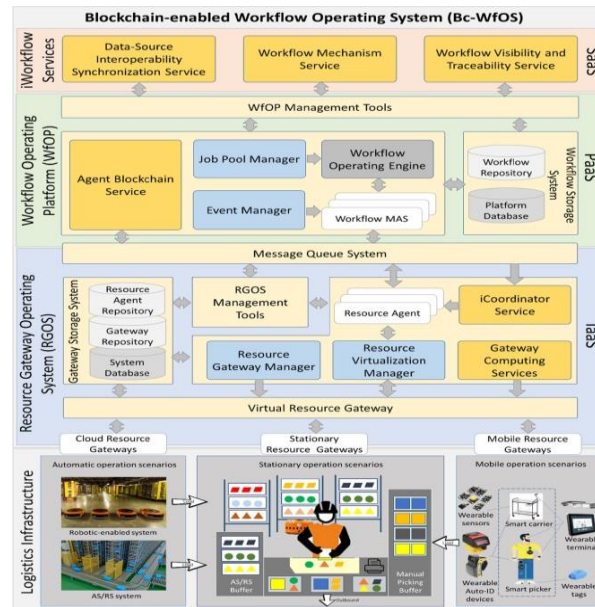 Blockchain-enabled Workflow Operating System (Bc-WfOS)
iWorkflow
Services
Data-Source
Interoperability
Synchronization Service
Workflow Mechanism
Service
Workflow Visibility and
Traceability Service
SaaS
Workflow Operating
Platform (WfOP)
WfOP Management Tools
Agent Blockchain
Service
Job Pool Manager
Workflow
Operating Engine
Event Manager
Workflow MAS
Workflow
Repository
Platform
Database
Workflow Storage
System
PaaS
Message Queue System
Resource Gateway Operating
System (RGOS)
Gateway Storage System
Resource
Agent
Repository
Gateway
Repository
System
Database
RGOS
Management
Tools
Resource Agent
iCoordinator
Service
Resource
Gateway Manager
Resource
Virtualization
Manager
Gateway
Computing
Services
IaaS
Virtual Resource Gateway
Cloud Resource
Gateways
Stationary
Resource Gateways
Mobile Resource
Gateways
Logistics Infrastructure
Automatic operation scenarios
Robotic-enabled system
AS/RS system
Stationary operation scenarios
AS/RS
Buffer
Manual
Picking
Buffer
Outbound
Mobile operation scenarios
Wearable
sensors
Smart carrier
Wearable
terminal
Wearable
Auto-ID devices
Smart picker
Wearable
tags